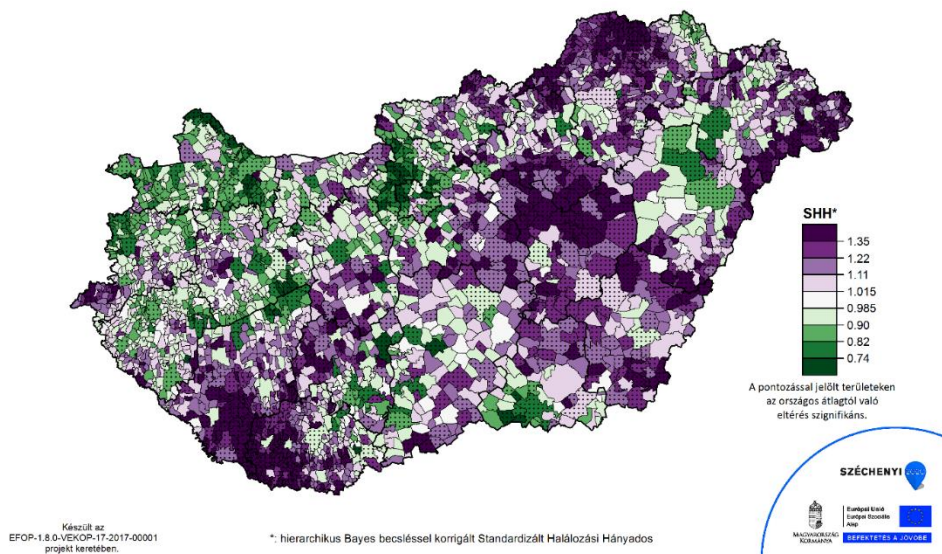 SHH*
1.35
1.22
1.11
1.015
0.985
0.90
0.82
0.74
A pontozással jelölt területeken
az országos átlagtól való
eltérés szignifikáns.
Készült az
EFOP-1.8.0-VEKOP-17-2017-00001
projekt keretében.
*: hierarchikus Bayes becsléssel korrigált Standardizált Halálozási Hányados
SZÉCHENYI
MAGYARORSZÁG
KORMÁNYA
Európai Unió
Európai Szociális
Alap
BEFEKTETÉS A JÖVŐBE